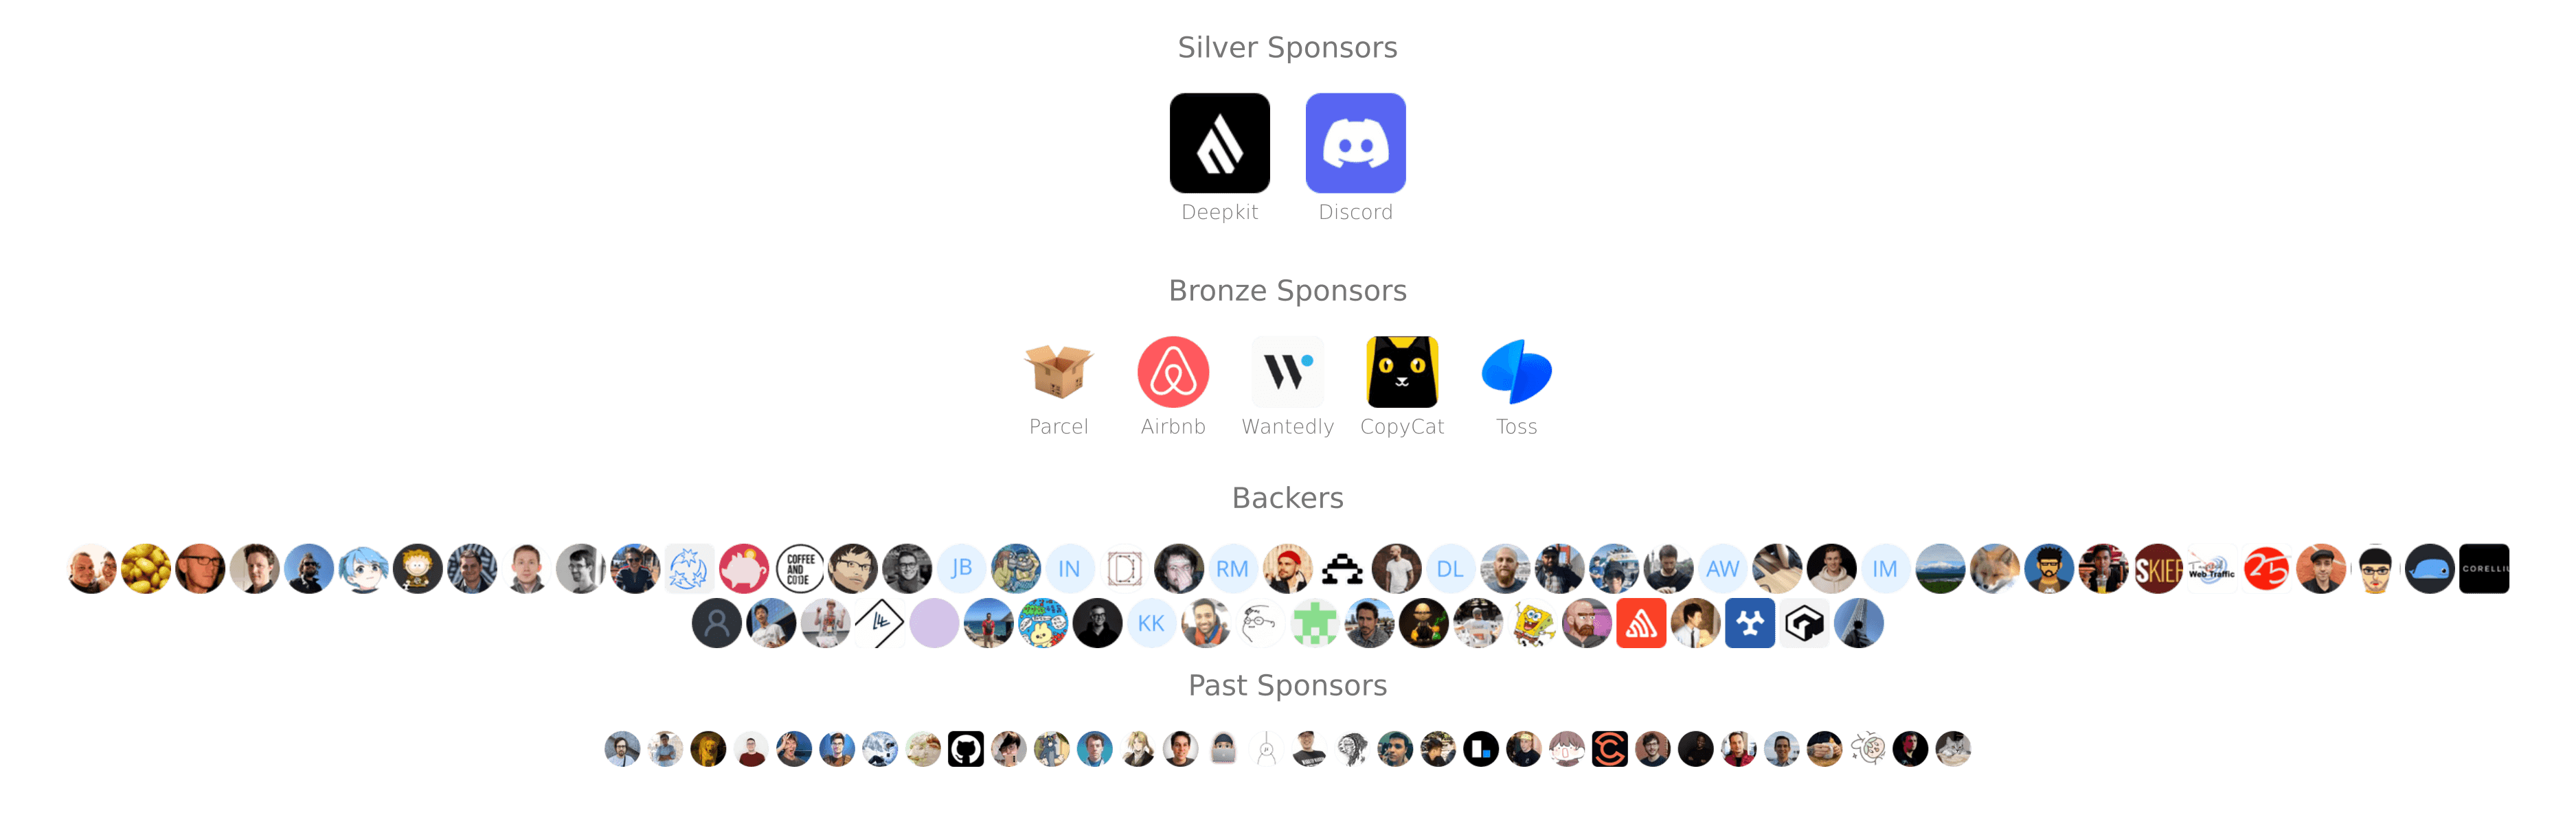 Silver Sponsors
Deepkit Discord
Bronze Sponsors
Parcel Airbnb Wantedly CopyCat Toss
Backers
COFFEE
AND
CODE
JB IN D RM DL AW IM SKIEF Web Traffic 25 CORELLI
KK
Past Sponsors